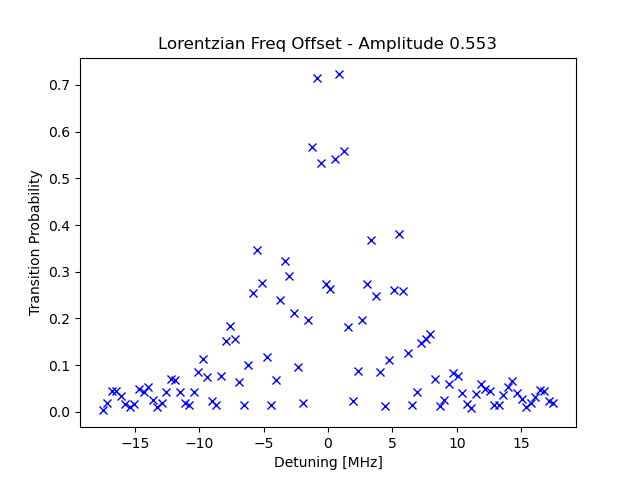 Lorentzian Freq Offset - Amplitude 0.553
0.7
0.6
0.5
0.4
0.3
0.2
0.1
0.0
Transition Probability
−15 −10 −5 0 5 10 15
Detuning [MHz]